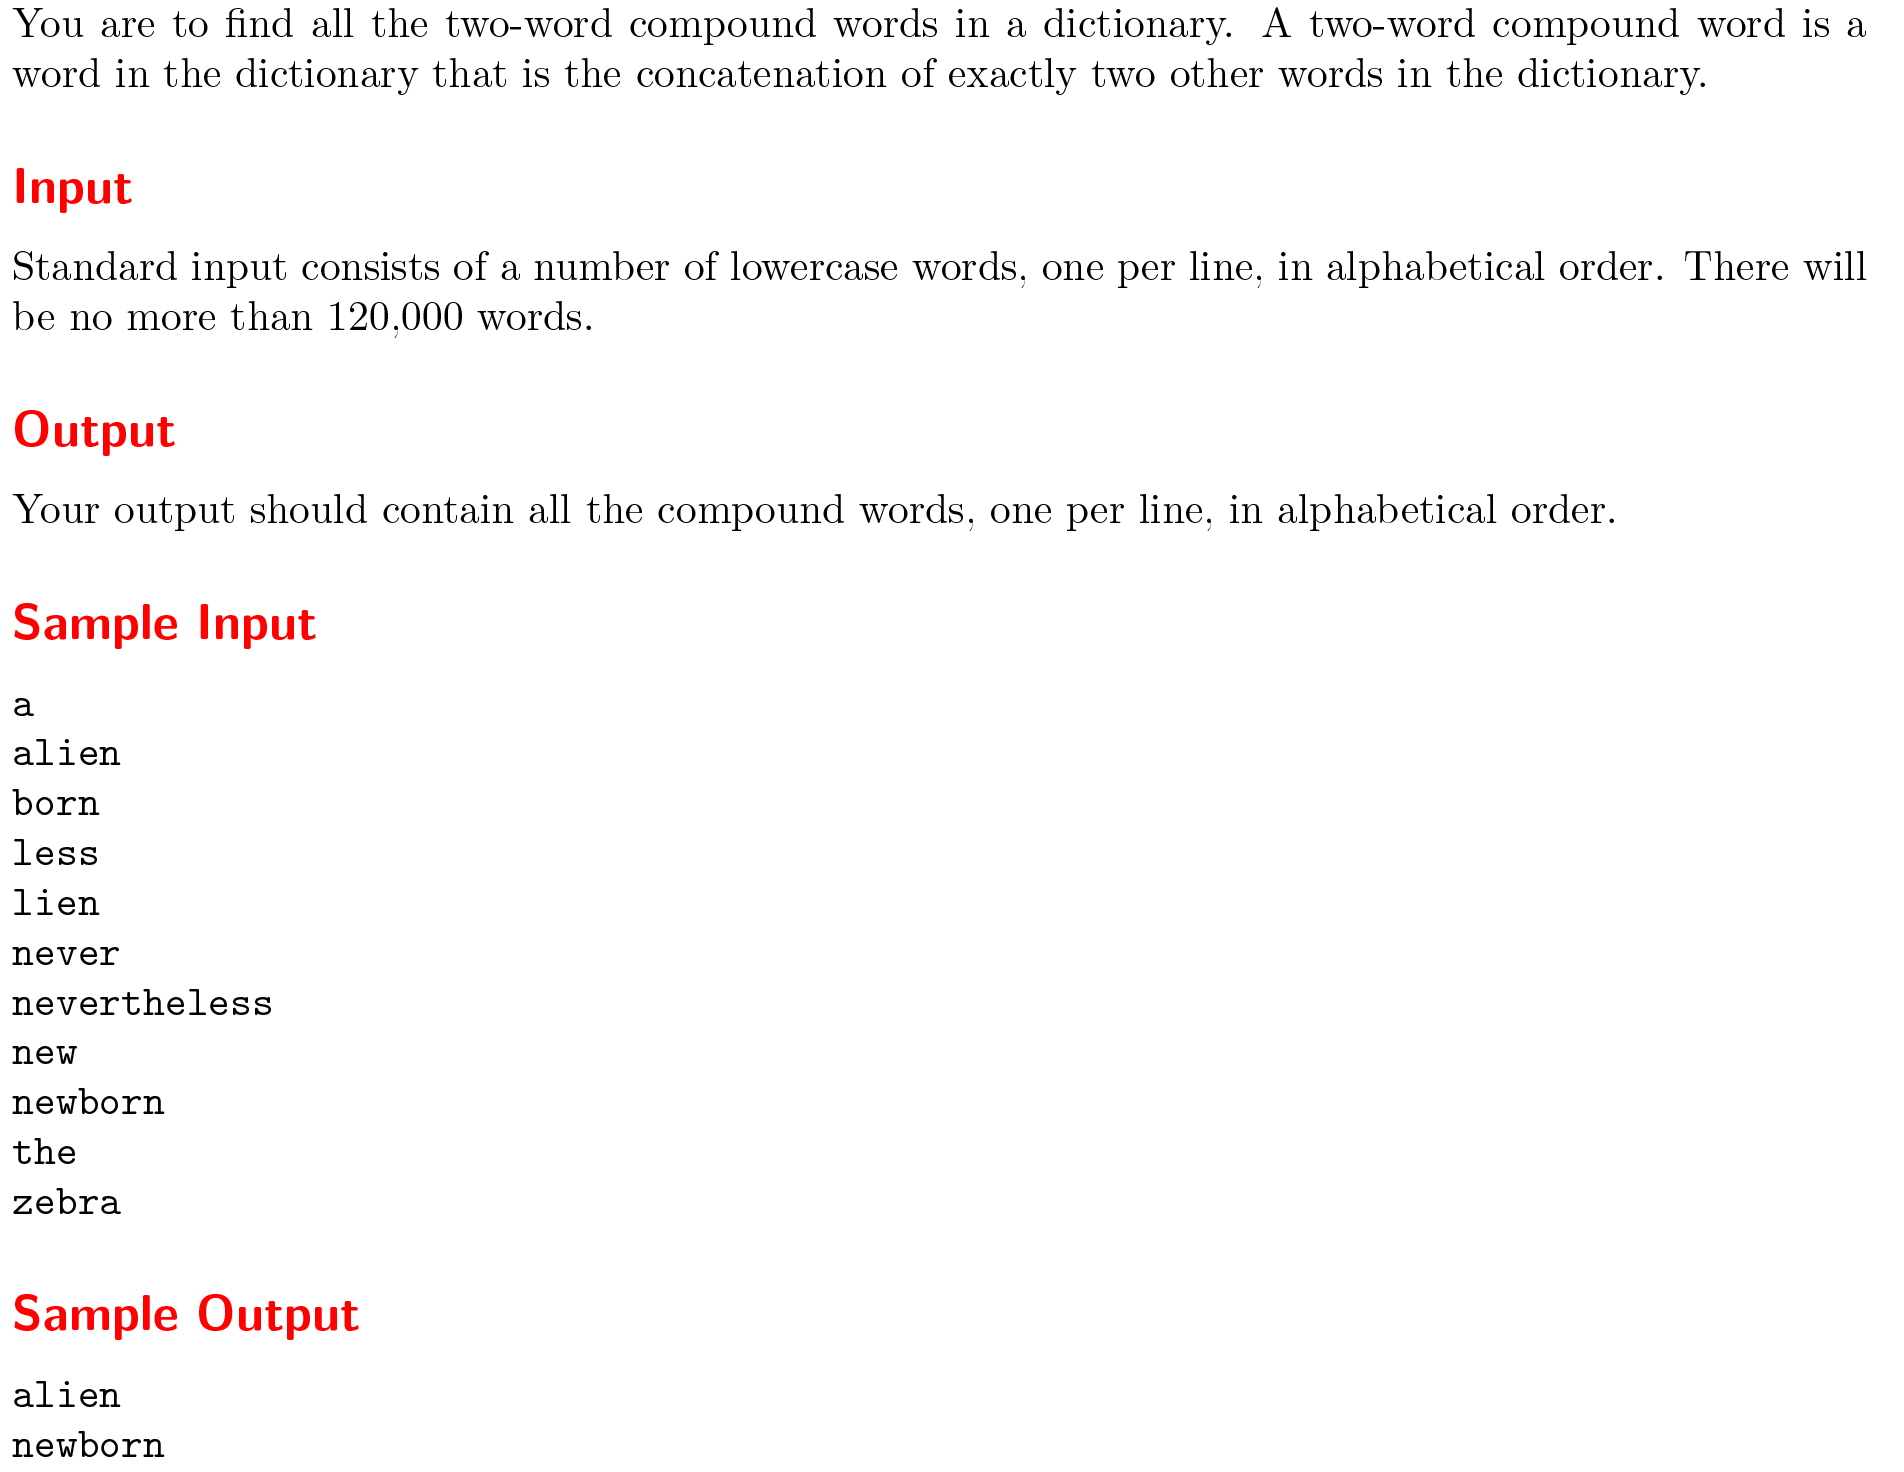 You are to find all the two-word compound words in a dictionary. A two-word compound word is a
word in the dictionary that is the concatenation of exactly two other words in the dictionary.
Input
Standard input consists of a number of lowercase words, one per line, in alphabetical order. There will
be no more than 120,000 words.
Output
Your output should contain all the compound words, one per line, in alphabetical order.
Sample Input
a
alien
born
less
lien
never
nevertheless
new
newborn
the
zebra
Sample Output
alien
newborn